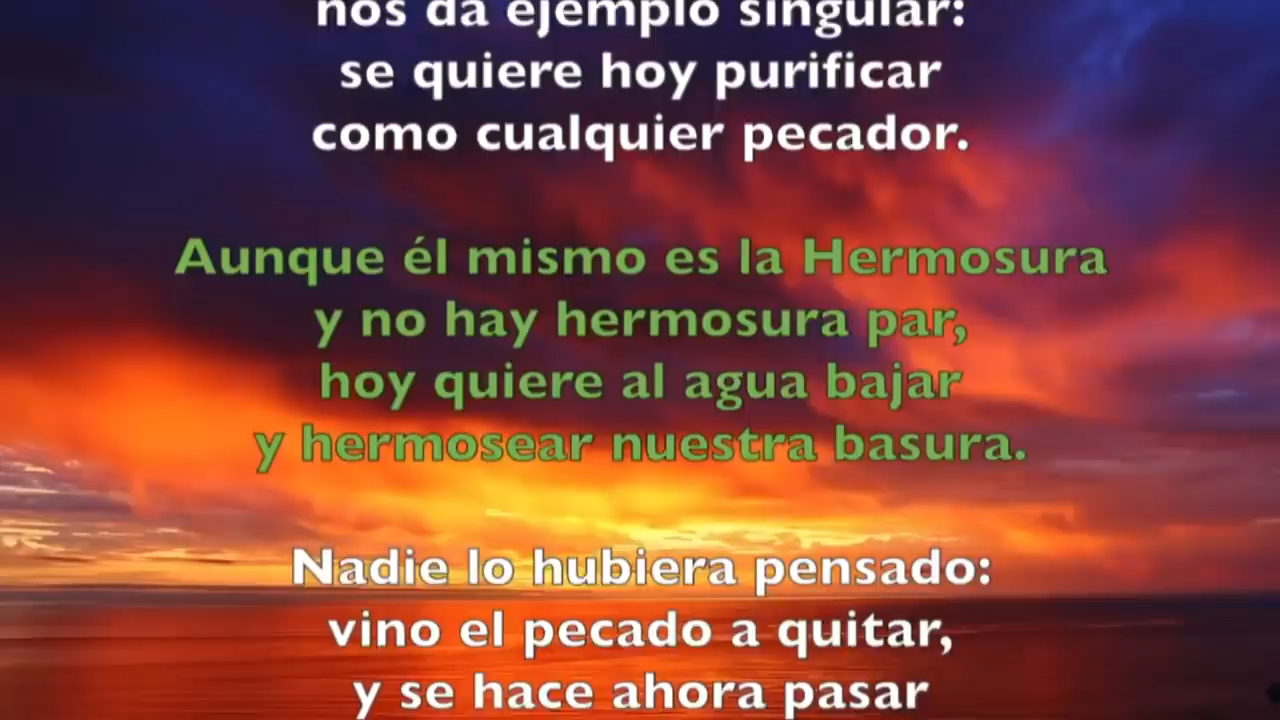 nos da ejemplo singular:
se quiere hoy purificar
como cualquier pecador.
Aunque él mismo es la Hermosura
y no hay hermosura par,
hoy quiere al agua bajar
y hermosear nuestra basura.
Nadie lo hubiera pensado:
vino el pecado a quitar,
y se hace ahora pasar